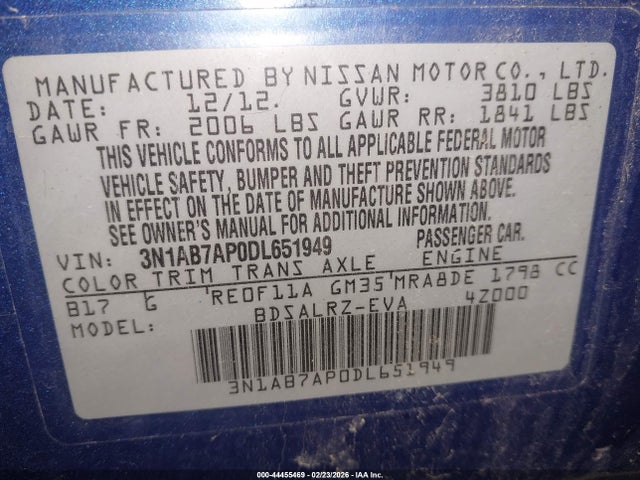 MANUFACTURED BY NISSAN MOTOR CO., LTD.
DATE: 12/12. GVWR: 3810 LBS
GAWR FR: 2006 LBS GAWR RR: 1841 LBS
THIS VEHICLE CONFORMS TO ALL APPLICABLE FEDERAL MOTOR
VEHICLE SAFETY, BUMPER AND THEFT PREVENTION STANDARDS
IN EFFECT ON THE DATE OF MANUFACTURE SHOWN ABOVE.
SEE OWNER'S MANUAL FOR ADDITIONAL INFORMATION.
VIN: 3N1AB7AP0DL651949 PASSENGER CAR.
COLOR TRIM TRANS AXLE ENGINE
B17 G RE0F11A GM35 MRA8DE 1798 CC
MODEL: BDSALRZ-EVA 42000
3N1AB7AP0DL651949
000-44455469 - 02/23/2026 - IAA Inc.